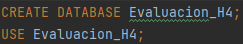 CREATE DATABASE Evaluacion_H4;
USE Evaluacion_H4;